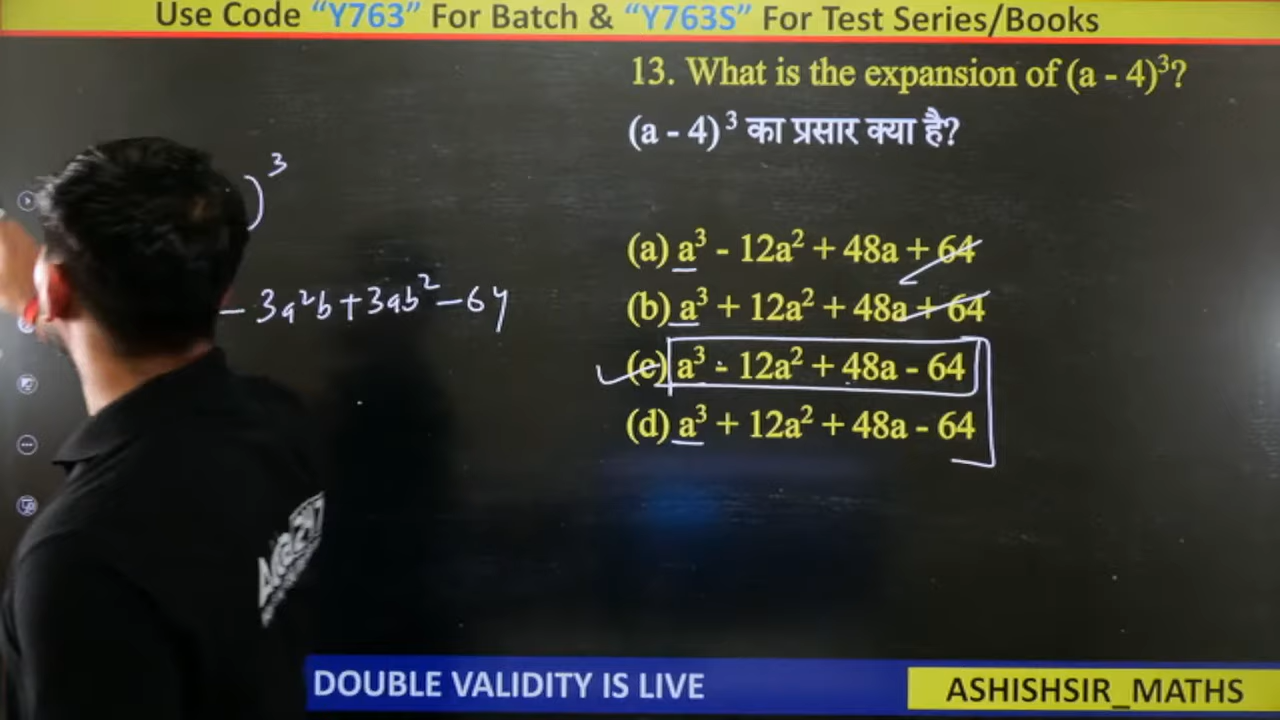 Use Code “Y763” For Batch & “Y763S” For Test Series/Books
13. What is the expansion of (a - 4)³?
(a - 4)³ का प्रसार क्या है?
)³
- 3a²b + 3ab² - 64
(a) a³ - 12a² + 48a + 64
(b) a³ + 12a² + 48a + 64
(c) a³ - 12a² + 48a - 64
(d) a³ + 12a² + 48a - 64
DOUBLE VALIDITY IS LIVE
ASHISHSIR_MATHS